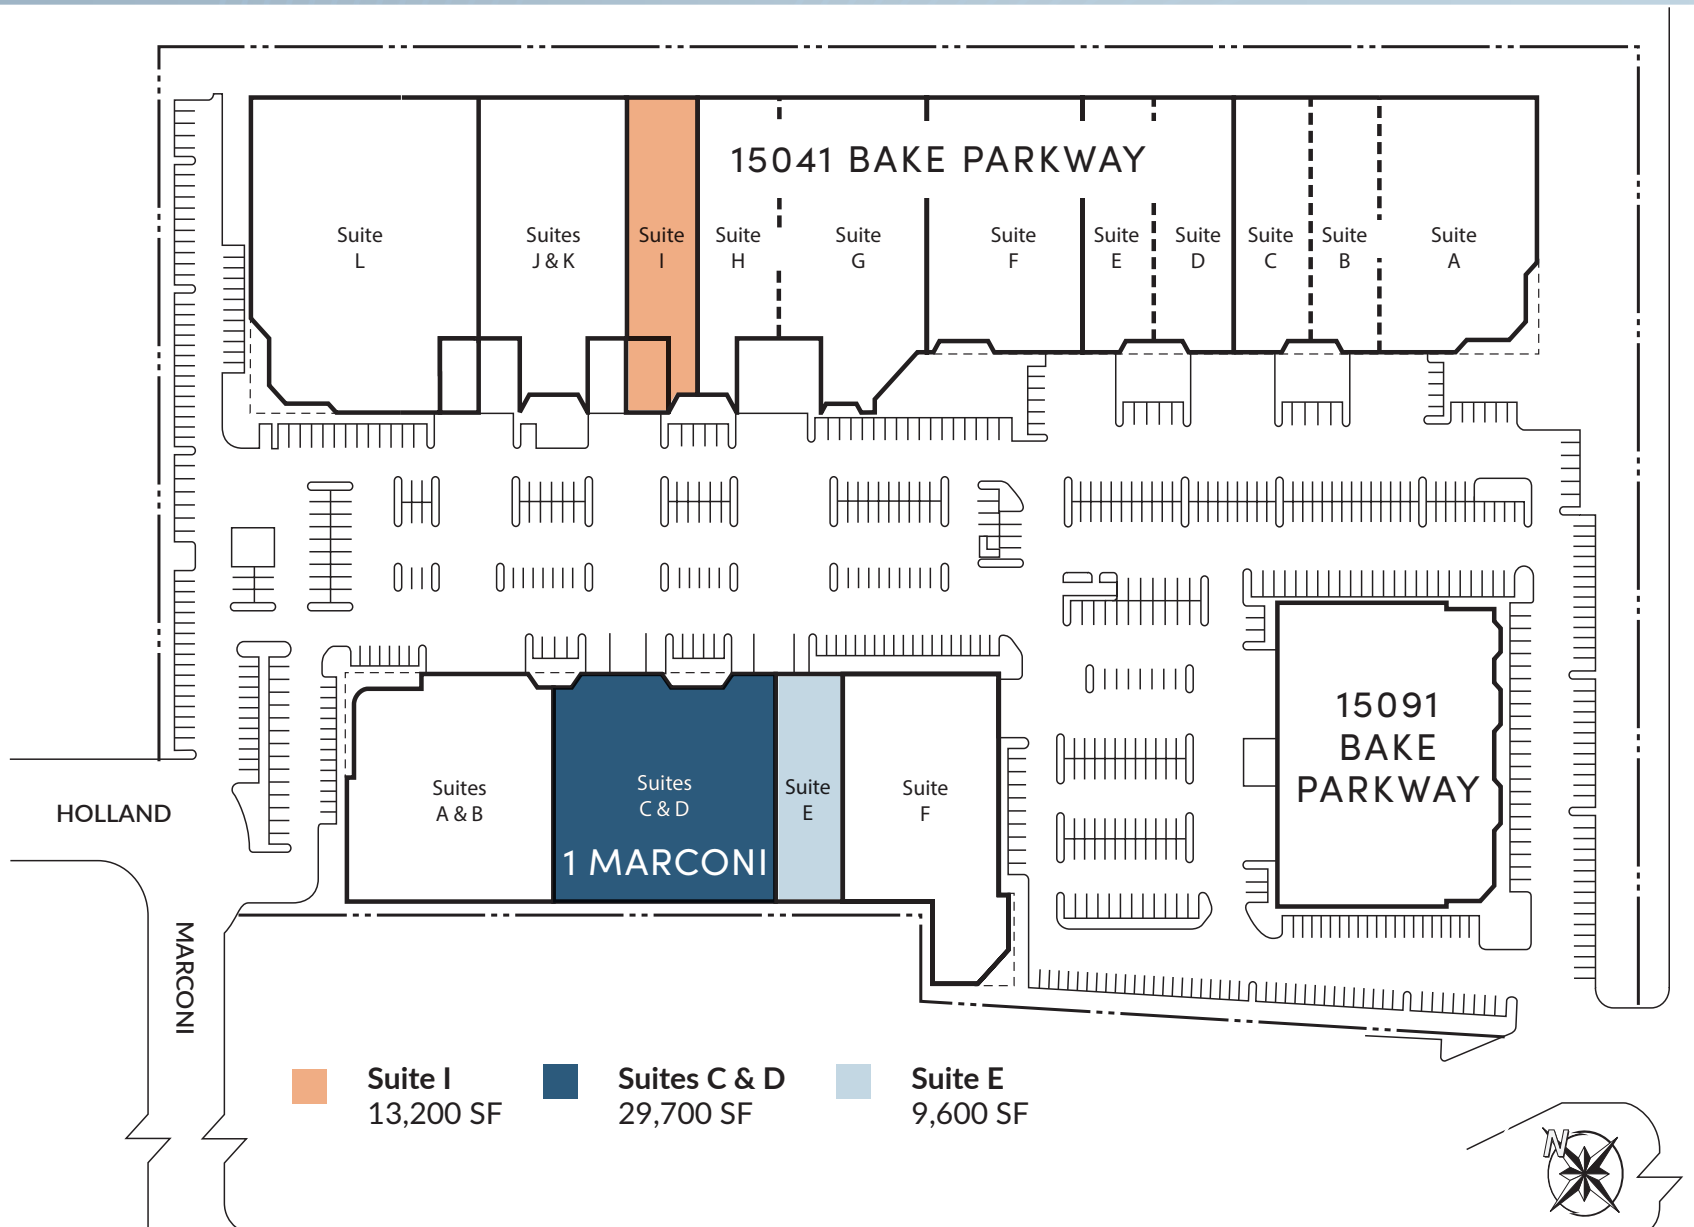 15041 BAKE PARKWAY
Suite
L
Suites
J & K
Suite
I
Suite
H
Suite
G
Suite
F
Suite
E
Suite
D
Suite
C
Suite
B
Suite
A
15091
BAKE
PARKWAY
Suites
A & B
Suites
C & D
1 MARCONI
Suite
E
Suite
F
HOLLAND
MARCONI
Suite I
13,200 SF
Suites C & D
29,700 SF
Suite E
9,600 SF
N